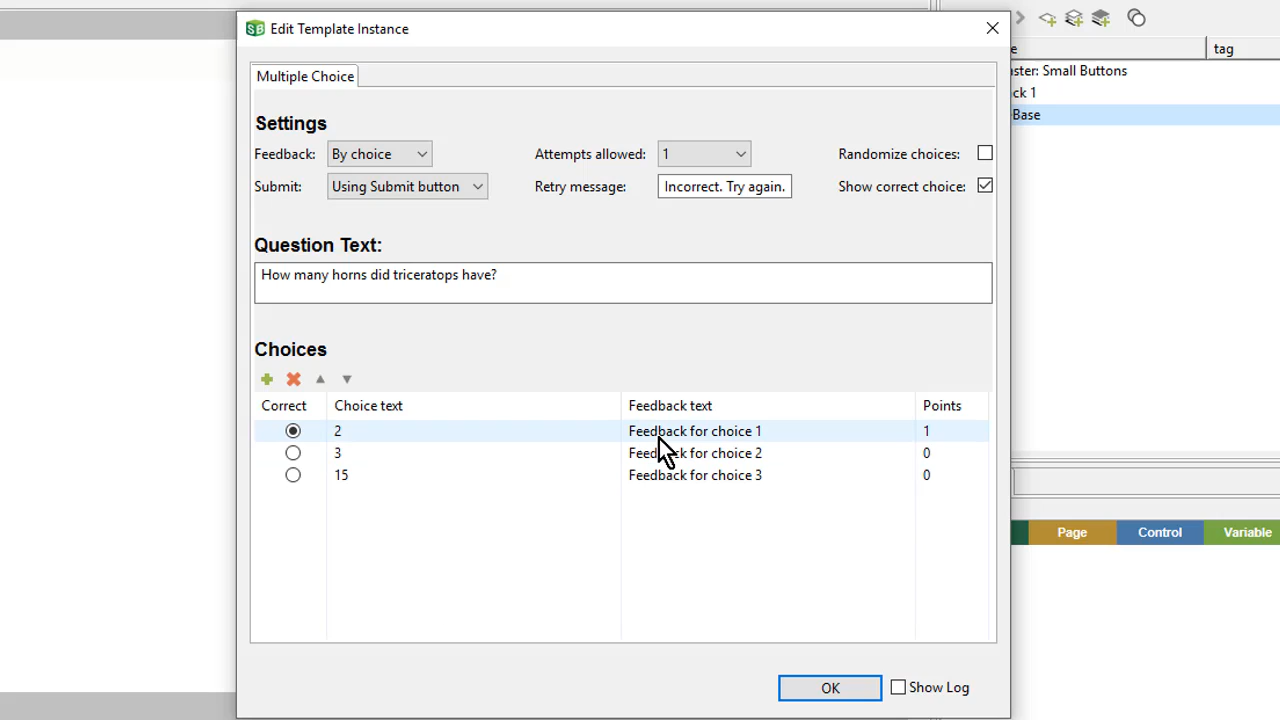 Edit Template Instance
Multiple Choice
Settings
Feedback: By choice Attempts allowed: 1 Randomize choices:
Submit: Using Submit button Retry message: Incorrect. Try again. Show correct choice:
Question Text:
How many horns did triceratops have?
Choices
Correct Choice text Feedback text Points
2 Feedback for choice 1 1
3 Feedback for choice 2 0
15 Feedback for choice 3 0
OK Show Log
tag
Small Buttons
1
Base
Page Control Variable